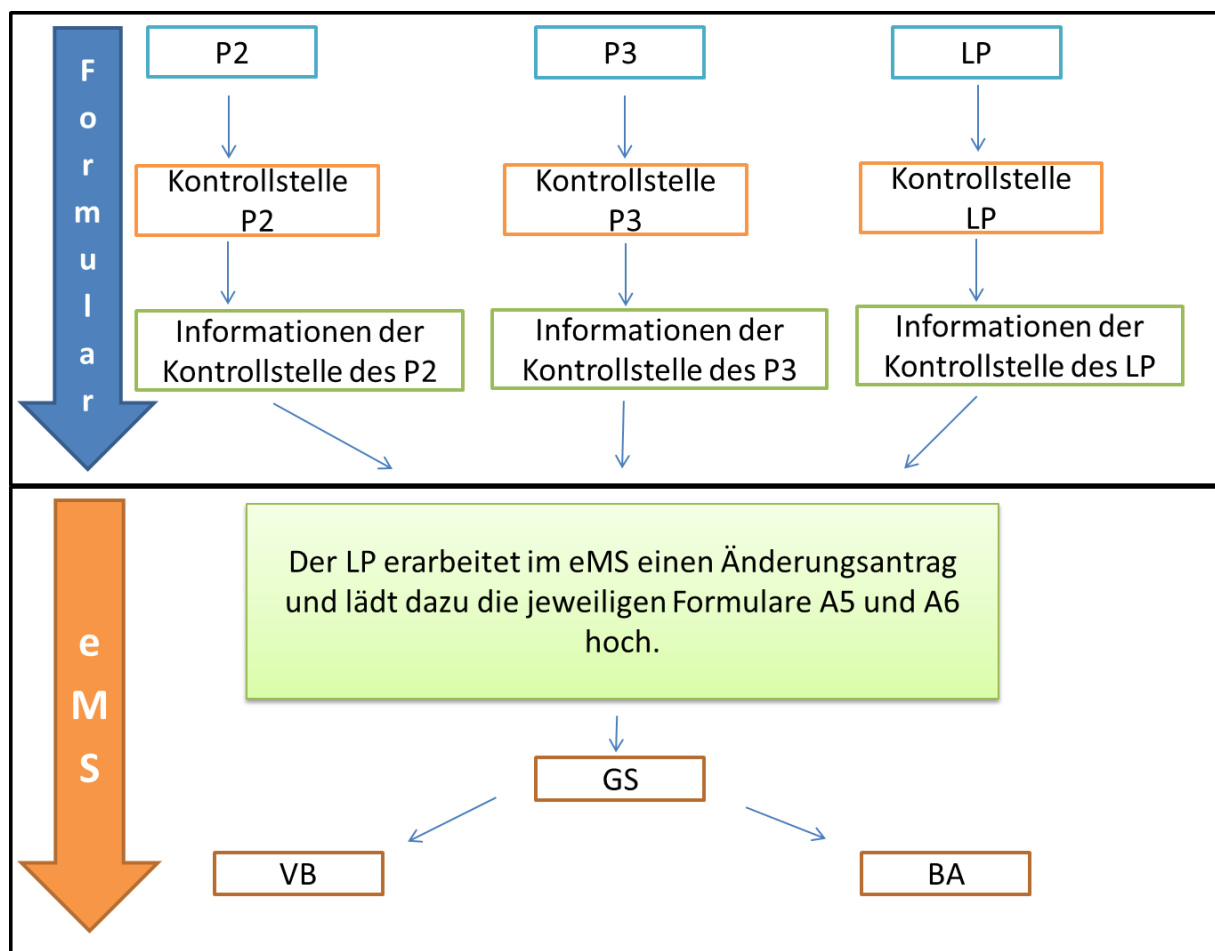 Formular
P2
P3
LP
Kontrollstelle
P2
Kontrollstelle
P3
Kontrollstelle
LP
Informationen der
Kontrollstelle des P2
Informationen der
Kontrollstelle des P3
Informationen der
Kontrollstelle des LP
eMS
Der LP erarbeitet im eMS einen Änderungsantrag
und lädt dazu die jeweiligen Formulare A5 und A6
hoch.
GS
VB
BA